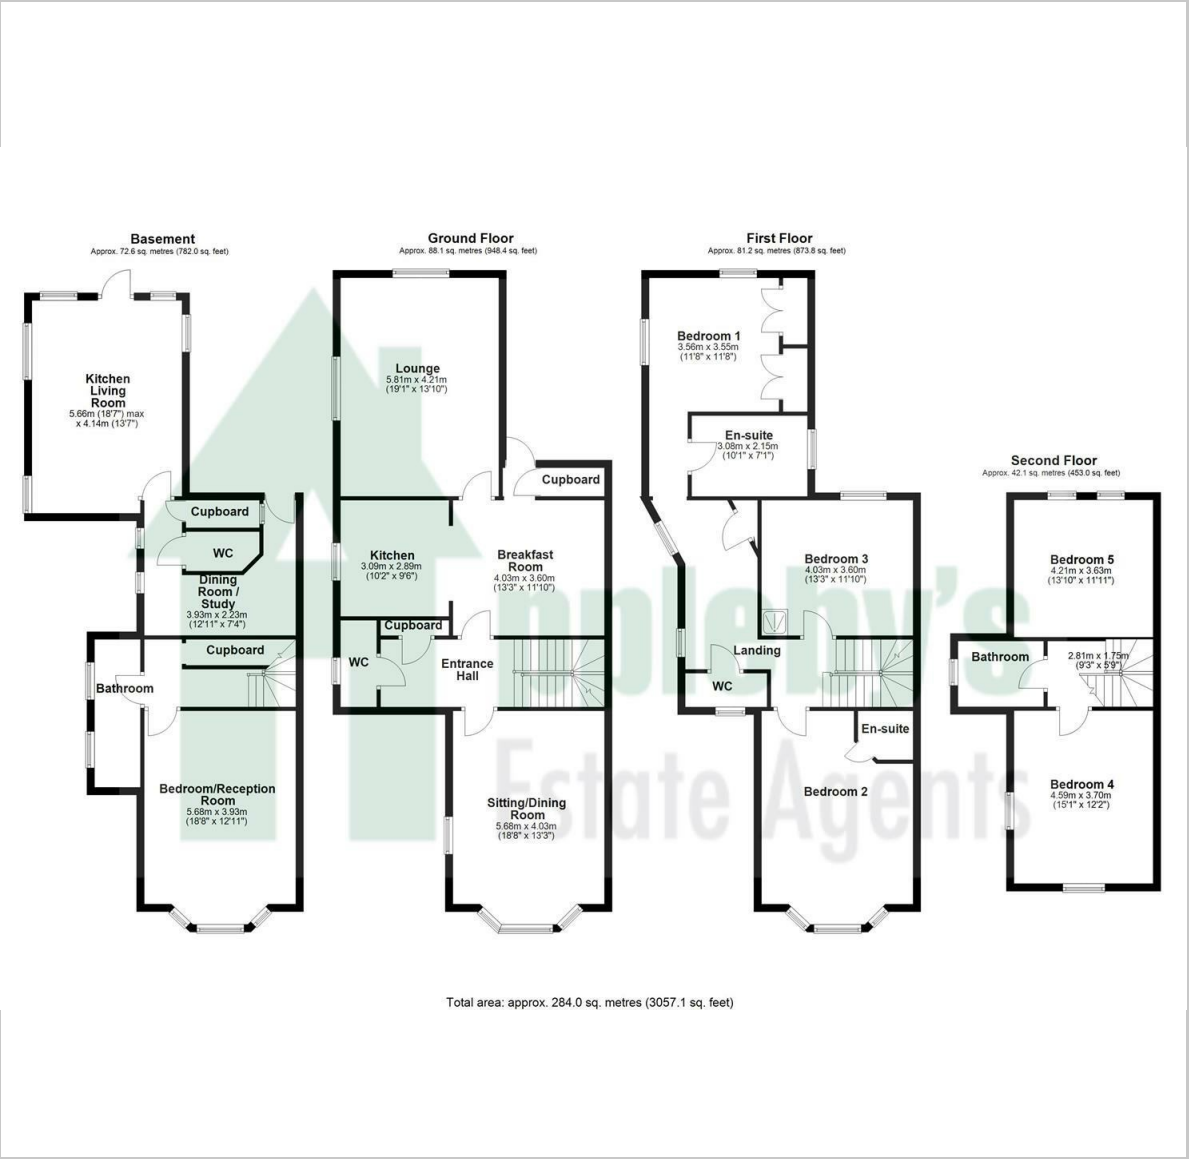 Basement
Approx. 72.6 sq. metres (782.0 sq. feet)
Kitchen
Living
Room
5.66m (18'7") max
x 4.14m (13'7")
Cupboard
WC
Dining
Room /
Study
3.93m x 2.23m
(12'11" x 7'4")
Cupboard
Bathroom
Bedroom/Reception
Room
5.68m x 3.93m
(18'8" x 12'11")
Ground Floor
Approx. 88.1 sq. metres (948.4 sq. feet)
Lounge
5.81m x 4.21m
(19'1" x 13'10")
Cupboard
Kitchen
3.09m x 2.89m
(10'2" x 9'6")
Breakfast
Room
4.03m x 3.60m
(13'3" x 11'10")
Cupboard
WC
Entrance
Hall
Sitting/Dining
Room
5.68m x 4.03m
(18'8" x 13'3")
First Floor
Approx. 81.2 sq. metres (873.8 sq. feet)
Bedroom 1
3.56m x 3.55m
(11'8" x 11'8")
En-suite
3.08m x 2.15m
(10'1" x 7'1")
Bedroom 3
4.03m x 3.60m
(13'3" x 11'10")
Landing
WC
En-suite
Bedroom 2
Second Floor
Approx. 42.1 sq. metres (453.0 sq. feet)
Bedroom 5
4.21m x 3.63m
(13'10" x 11'11")
Bathroom
2.81m x 1.75m
(9'3" x 5'9")
Bedroom 4
4.59m x 3.70m
(15'1" x 12'2")
Appleby's
Appleby's
Estate Agents
Total area: approx. 284.0 sq. metres (3057.1 sq. feet)